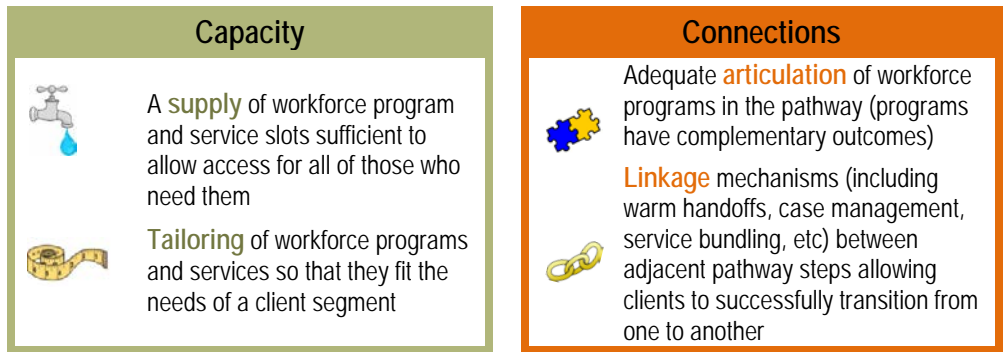 Capacity
A supply of workforce program
and service slots sufficient to
allow access for all of those who
need them
Tailoring of workforce programs
and services so that they fit the
needs of a client segment
Connections
Adequate articulation of workforce
programs in the pathway (programs
have complementary outcomes)
Linkage mechanisms (including
warm handoffs, case management,
service bundling, etc) between
adjacent pathway steps allowing
clients to successfully transition from
one to another